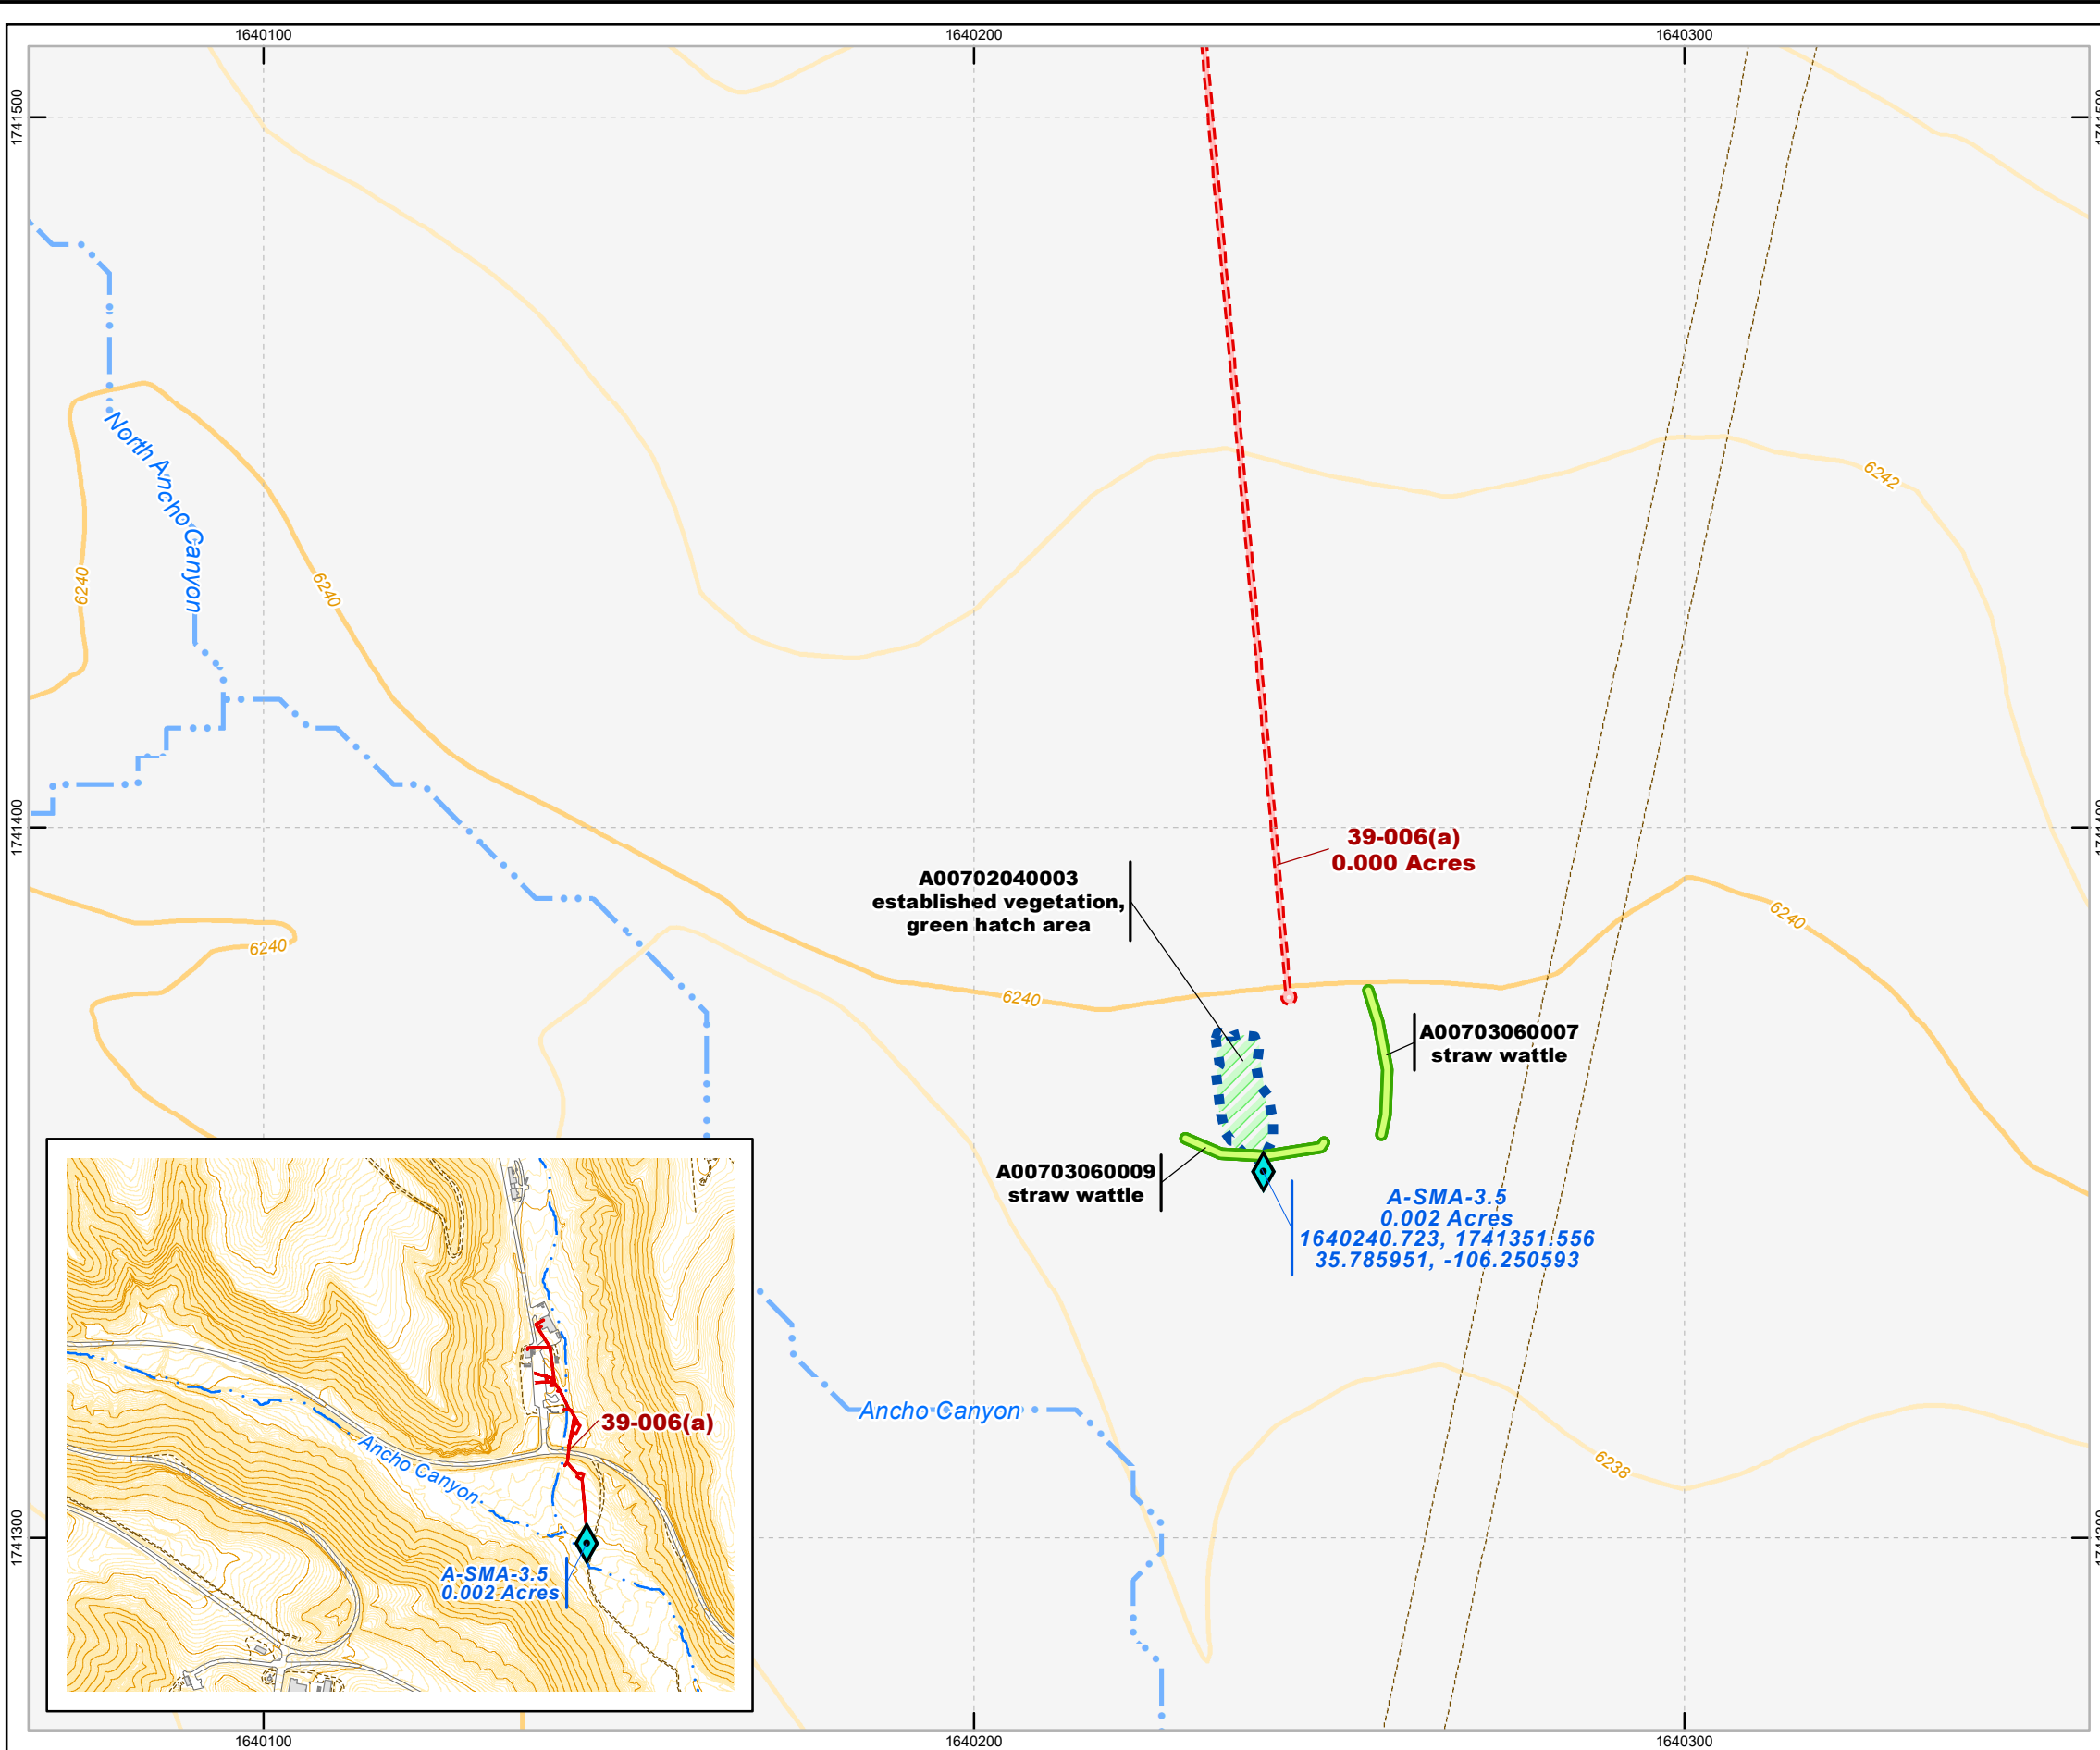 1640100
1640200
1640300
1741500
1741500
North Ancho Canyon
6242
6240
6240
1741400
1741400
39-006(a)
0.000 Acres
A00702040003
established vegetation,
green hatch area
6240
6240
6240
A00703060007
straw wattle
A00703060009
straw wattle
A-SMA-3.5
0.002 Acres
1640240.723, 1741351.556
35.785951, -106.250593
Ancho Canyon
6238
39-006(a)
Ancho Canyon
A-SMA-3.5
0.002 Acres
1741300
1741300
1640100
1640200
1640300